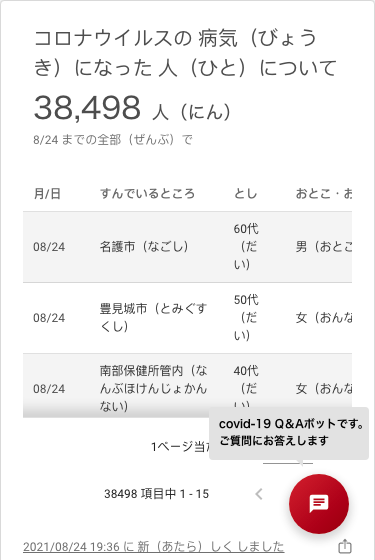 コロナウイルスの 病気（びょう
き）になった 人（ひと）について
38,498 人（にん）
8/24 までの全部（ぜんぶ）で
月/日 すんでいるところ とし おとこ・お
08/24 名護市（なごし） 60代（だい） 男（おとこ
08/24 豊見城市（とみぐすくし） 50代（だい） 女（おんな
08/24 南部保健所管内（なんぶほけんじょかんない） 40代（だい） 女（おんな
1ページ当た
covid-19 Q&Aボットです。
ご質問にお答えします
38498 項目中 1 - 15
2021/08/24 19:36 に 新（あたら）しく しました